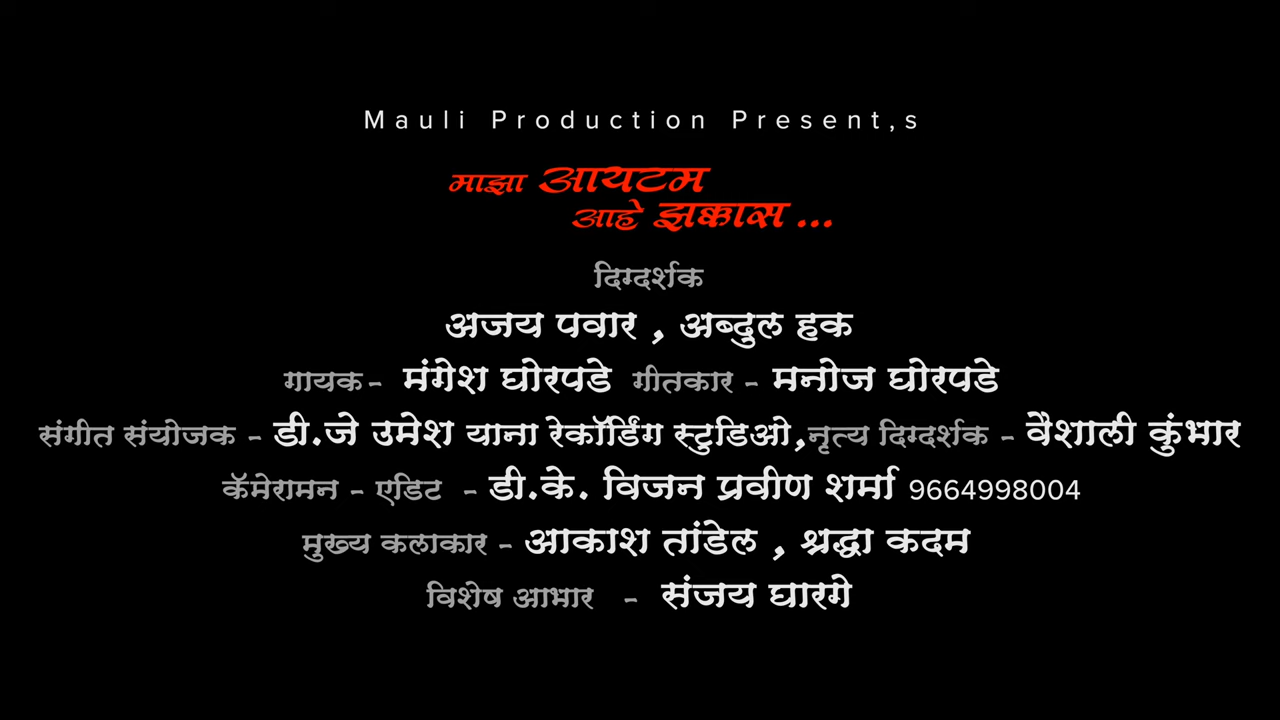 Mauli Production Present,s
माझा आयटम
आहे झक्कास ...
दिग्दर्शक
अजय पवार , अब्दुल हक
गायक- मंगेश घोरपडे गीतकार - मनोज घोरपडे
संगीत संयोजक - डी.जे उमेश याना रेकॉर्डिंग स्टुडिओ,नृत्य दिग्दर्शक - वैशाली कुंभार
कॅमेरामन - एडिट - डी.के. विजन प्रवीण शर्मा 9664998004
मुख्य कलाकार - आकाश तांडेल , श्रद्धा कदम
विशेष आभार - संजय घारगे